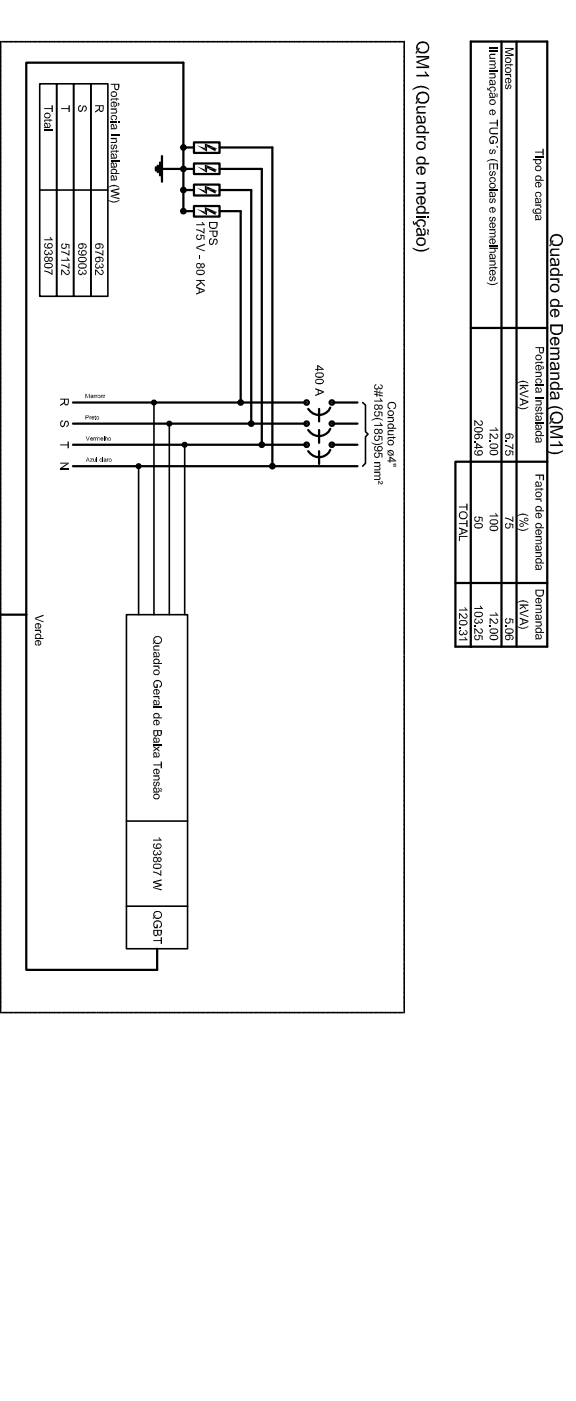 Quadro de Demanda (QM1)
Tipo de carga
Potência Instalada
(kVA)
Fator de demanda
(%)
Demanda
(kVA)
Motores
6.75
75
5.06
Iluminação e TUG's (Escolas e semelhantes)
12.00
100
12.00
206.49
50
103.25
TOTAL
120.31
QM1 (Quadro de medição)
Conduto ø4"
3#185(185)95 mm²
400 A
DPS
175 V - 80 KA
Potência Instalada (W)
R
67632
S
69003
T
57172
Total
193807
Marrom
Preto
Vermelho
Azul claro
R
S
T
N
Quadro Geral de Baixa Tensão
193807 W
QGBT
Verde